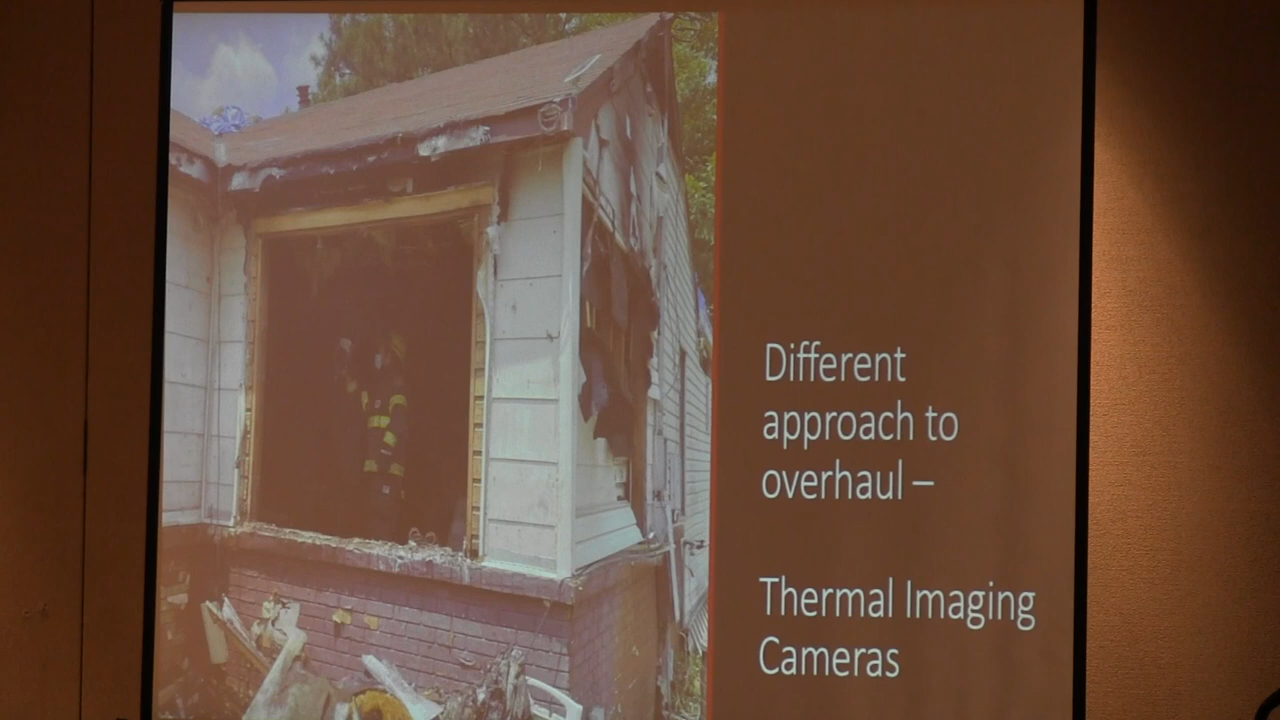 Different
approach to
overhaul –
Thermal Imaging
Cameras